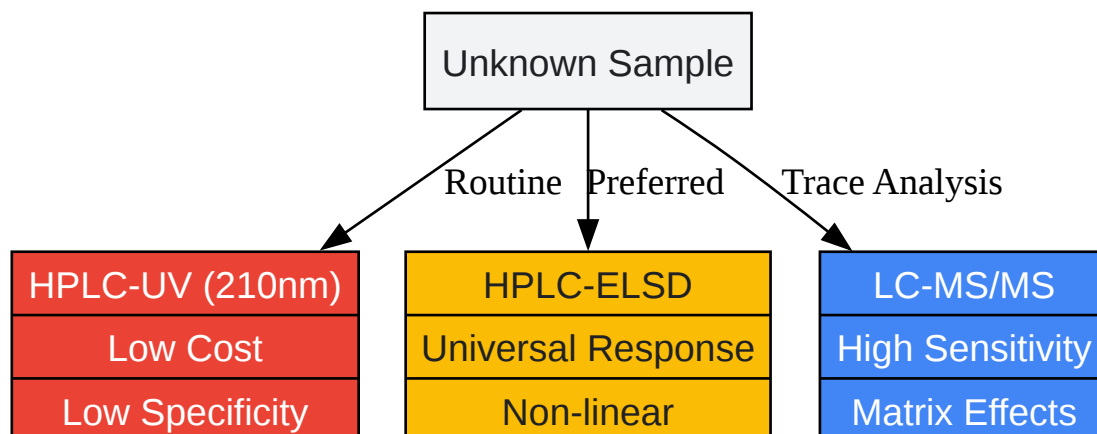 Unknown Sample
Routine
Preferred
Trace Analysis
HPLC-UV (210nm)
Low Cost
Low Specificity
HPLC-ELSD
Universal Response
Non-linear
LC-MS/MS
High Sensitivity
Matrix Effects